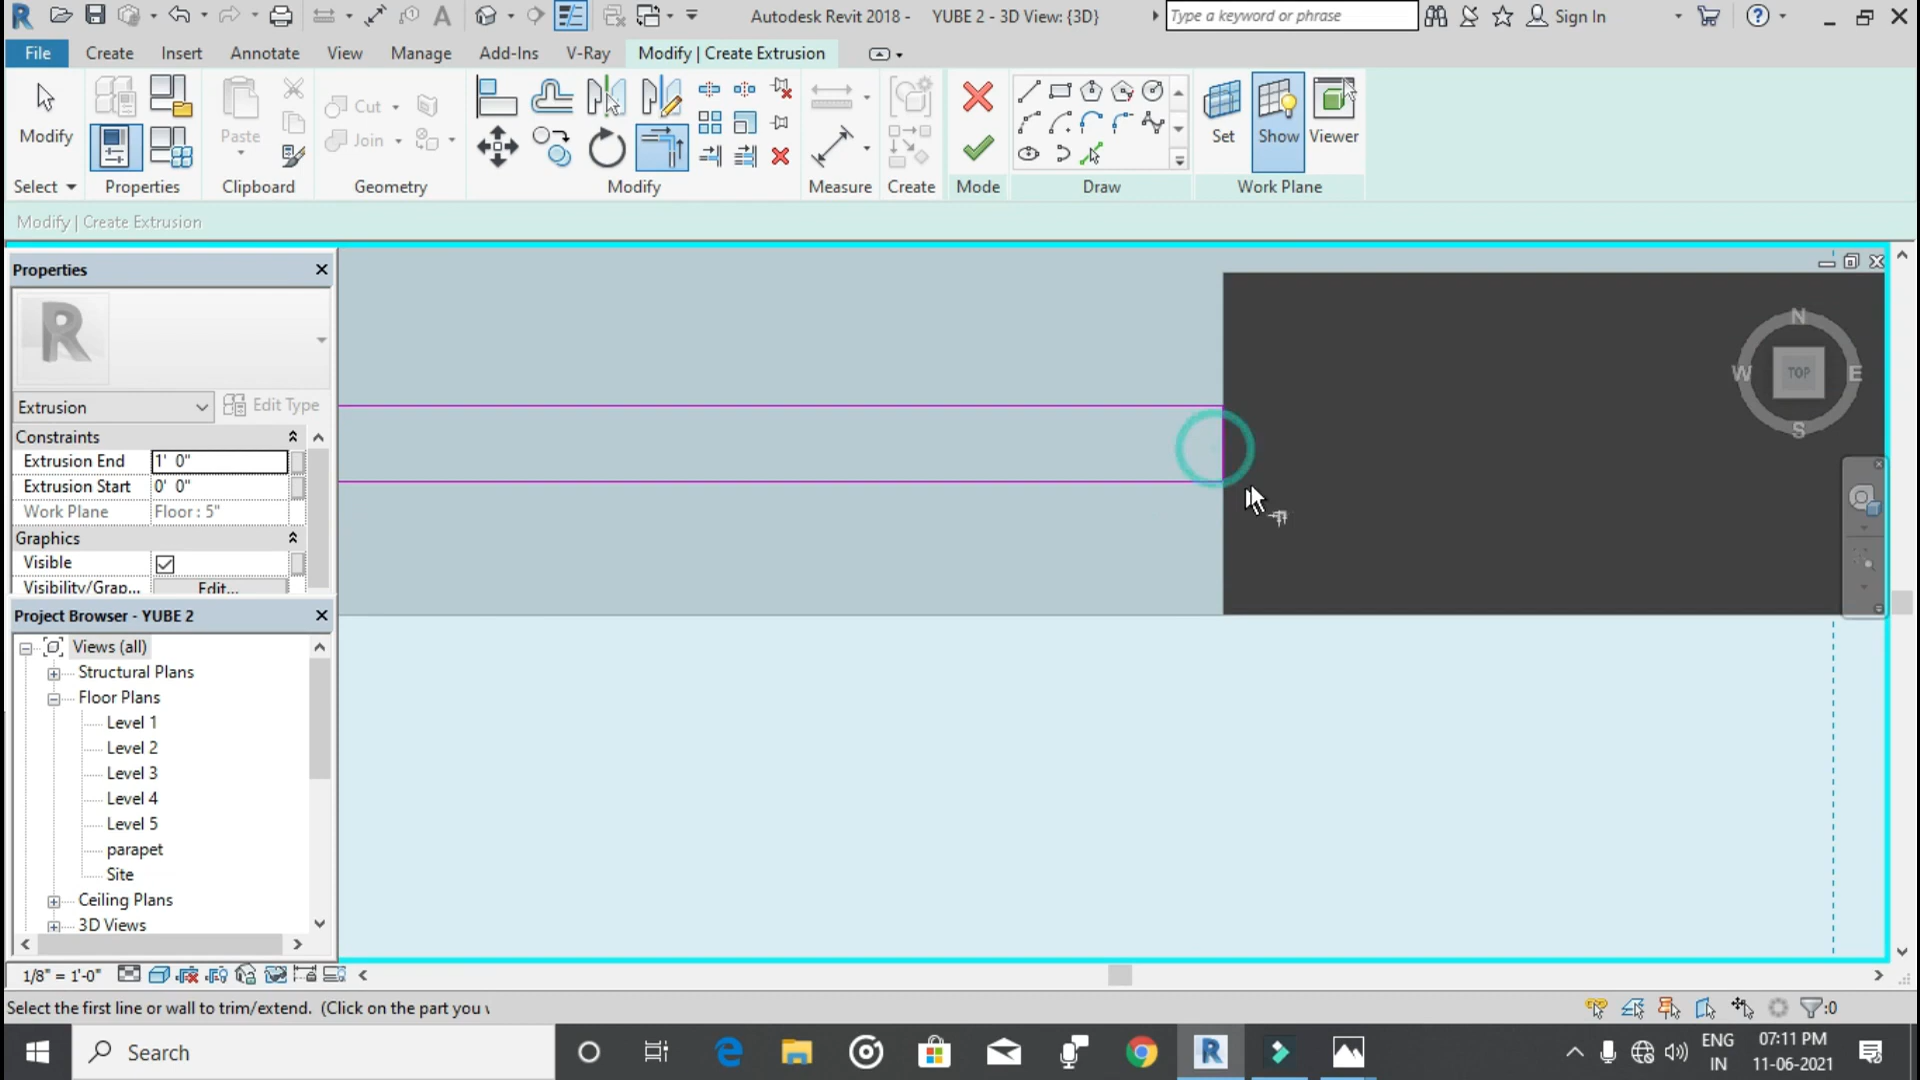 Autodesk Revit 2018 - YUBE 2 - 3D View: {3D}
Type a keyword or phrase
Sign In
File Create Insert Annotate View Manage Add-Ins V-Ray Modify | Create Extrusion
Modify
Paste
Cut
Join
Set Show Viewer
Select Properties Clipboard Geometry Modify Measure Create Mode Draw Work Plane
Modify | Create Extrusion
Properties
R
Extrusion Edit Type
Constraints
Extrusion End 1' 0"
Extrusion Start 0' 0"
Work Plane Floor : 5"
Graphics
Visible
Visibility/Grap... Edit...
N
W TOP E
S
Project Browser - YUBE 2
Views (all)
Structural Plans
Floor Plans
Level 1
Level 2
Level 3
Level 4
Level 5
parapet
Site
Ceiling Plans
3D Views
1/8" = 1'-0"
Select the first line or wall to trim/extend. (Click on the part you
:0
Search
ENG
IN
07:11 PM
11-06-2021